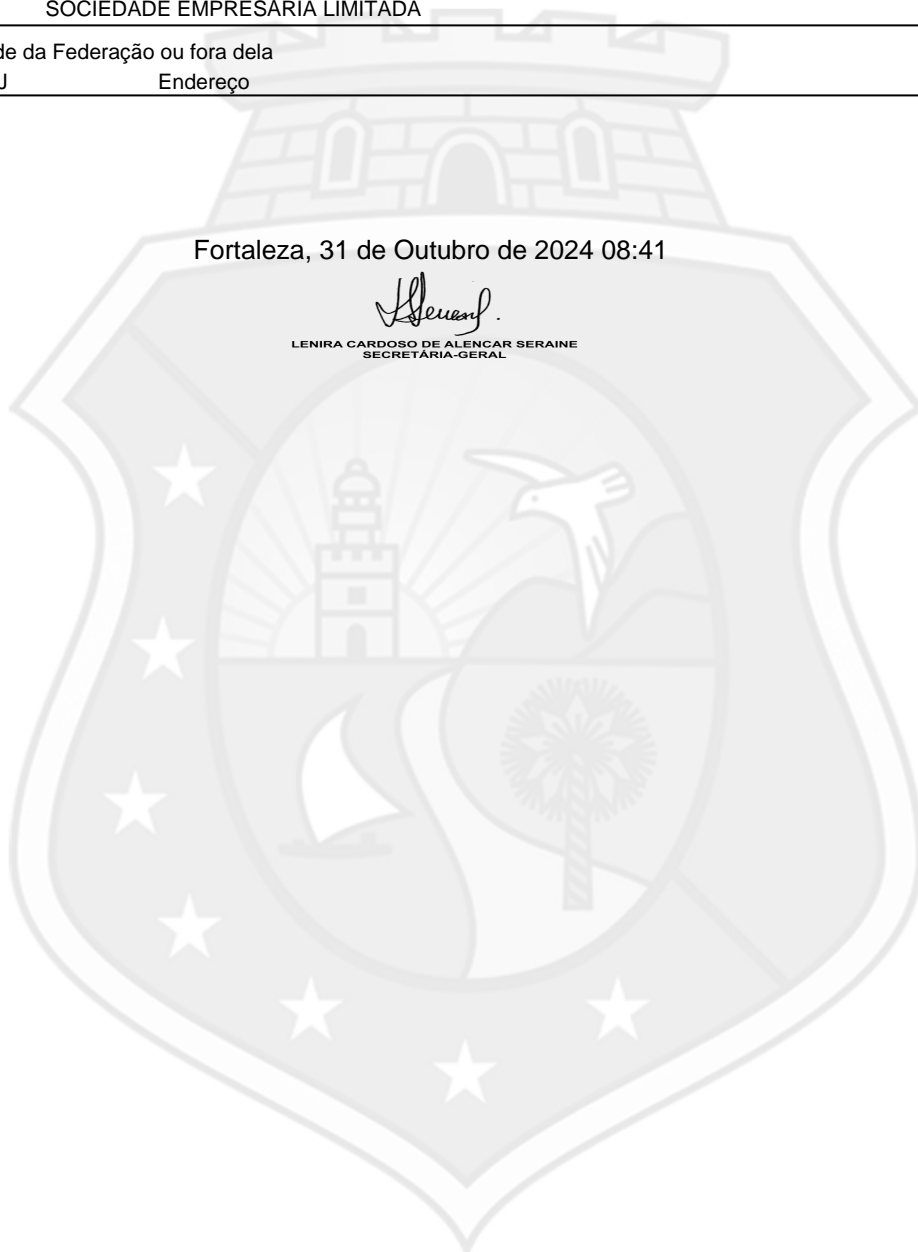 SOCIEDADE EMPRESÁRIA LIMITADA
de da Federação ou fora dela
J Endereço
Fortaleza, 31 de Outubro de 2024 08:41
LENIRA CARDOSO DE ALENCAR SERAINE
SECRETÁRIA-GERAL